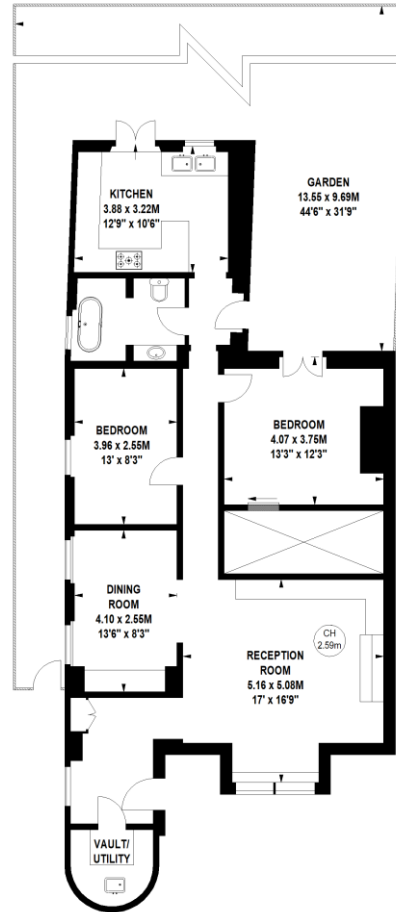 KITCHEN
3.88 x 3.22M
12'9" x 10'6"
GARDEN
13.55 x 9.69M
44'6" x 31'9"
BEDROOM
3.96 x 2.55M
13' x 8'3"
BEDROOM
4.07 x 3.75M
13'3" x 12'3"
DINING
ROOM
4.10 x 2.55M
13'6" x 8'3"
CH
2.59m
RECEPTION
ROOM
5.16 x 5.08M
17' x 16'9"
VAULT/
UTILITY